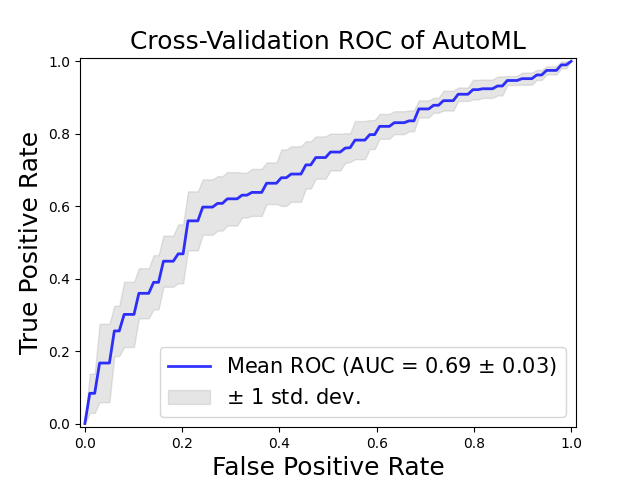 Cross-Validation ROC of AutoML
True Positive Rate
1.0
0.8
0.6
0.4
0.2
0.0
Mean ROC (AUC = 0.69 ± 0.03)
± 1 std. dev.
0.0 0.2 0.4 0.6 0.8 1.0
False Positive Rate